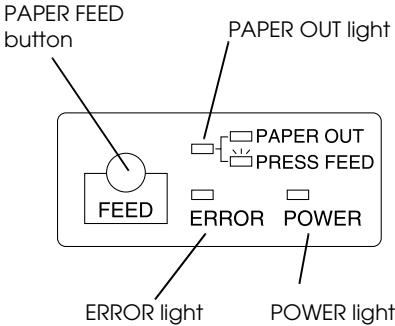 PAPER FEED
button
PAPER OUT light
PAPER OUT
PRESS FEED
FEED
ERROR
POWER
ERROR light
POWER light